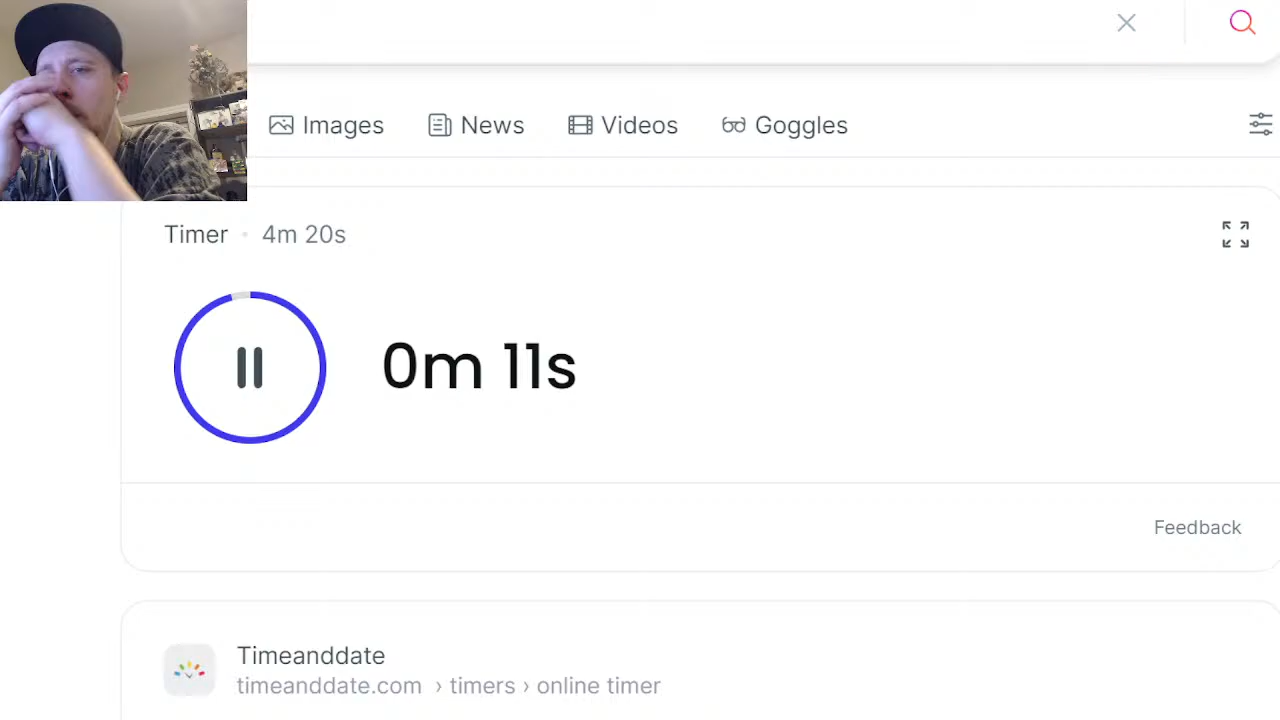 Images News Videos Goggles
Timer • 4m 20s
0m 11s
Feedback
Timeanddate
timeanddate.com › timers › online timer